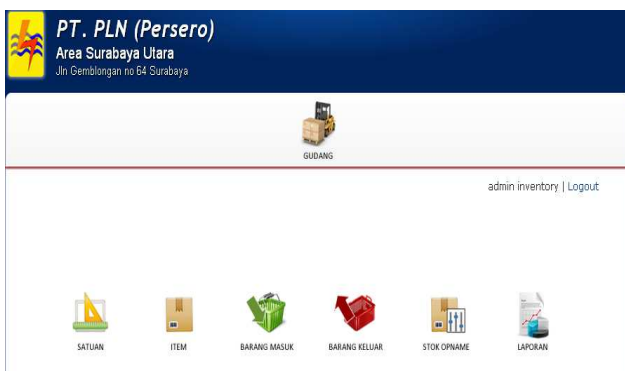 PT. PLN (Persero)
Area Surabaya Utara
Jln Gemblongan no 64 Surabaya
GUDANG
admin inventory | Logout
SATUAN ITEM BARANG MASUK BARANG KELUAR STOK OPNAME LAPORAN